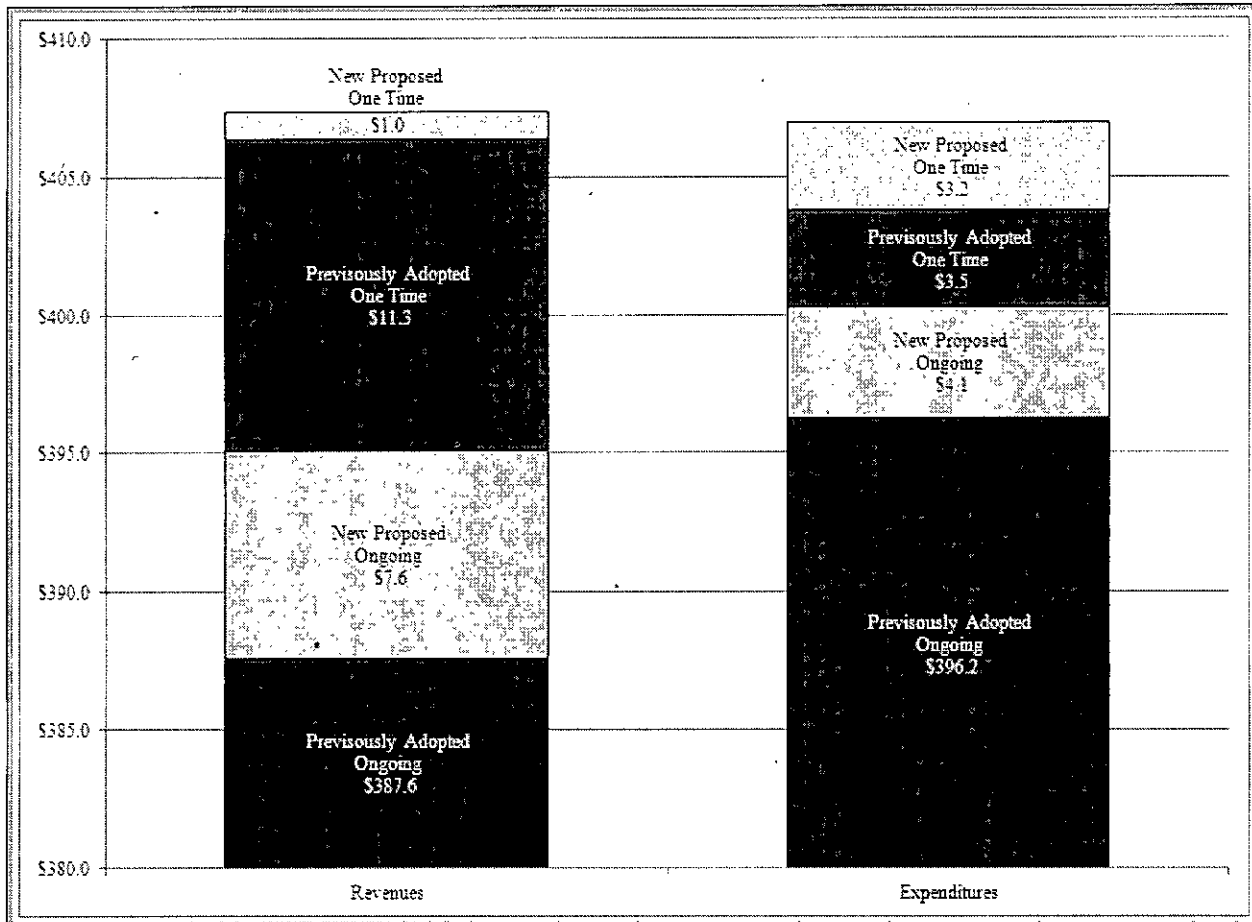 $410.0
$405.0
$400.0
$395.0
$390.0
$385.0
$380.0
New Proposed
One Time
$1.0
Previsously Adopted
One Time
$11.3
New Proposed
Ongoing
$7.6
Previsously Adopted
Ongoing
$387.6
New Proposed
One Time
$3.2
Previsously Adopted
One Time
$3.5
New Proposed
Ongoing
$4.1
Previsously Adopted
Ongoing
$396.2
Revenues
Expenditures